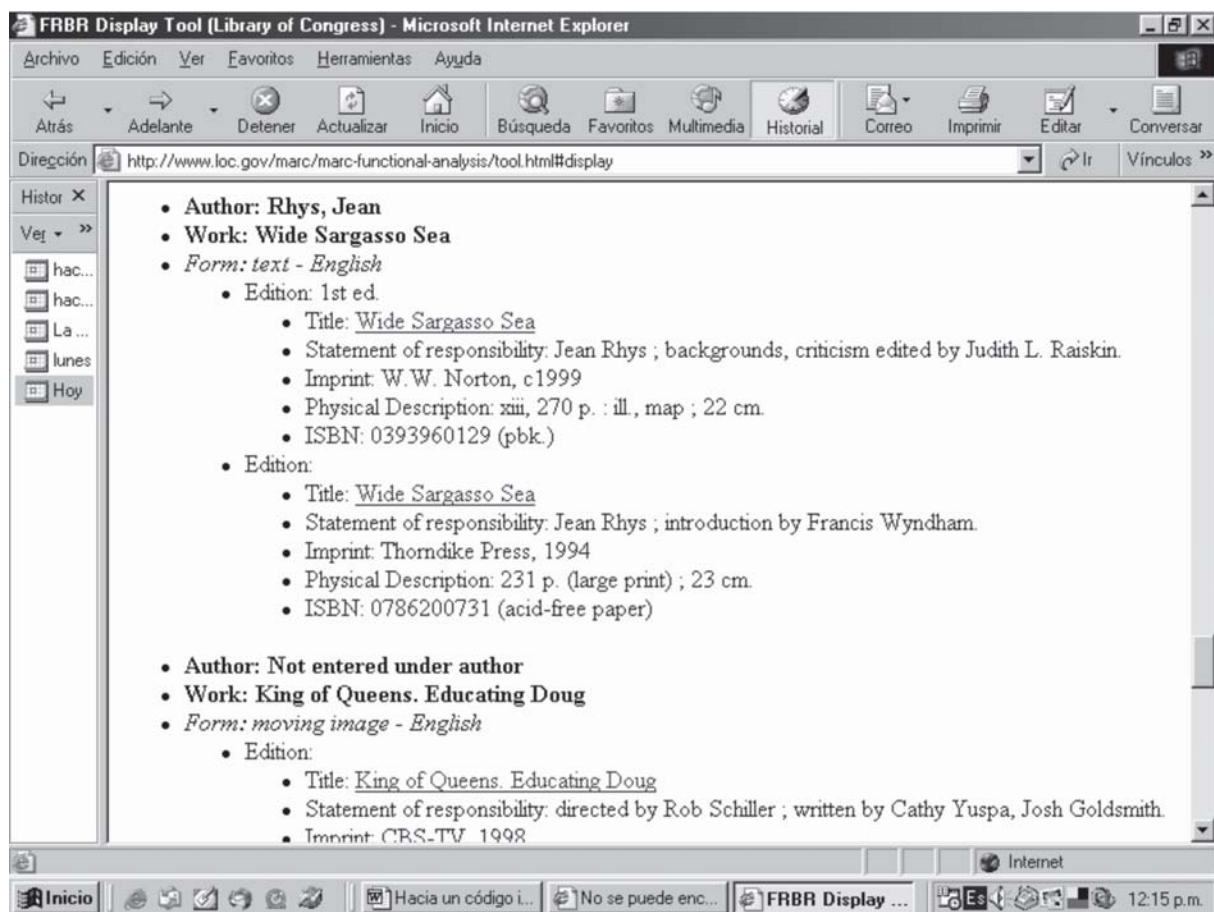 FRBR Display Tool (Library of Congress) - Microsoft Internet Explorer
Archivo Edición Ver Favoritos Herramientas Ayuda
Atrás Adelante Detener Actualizar Inicio Búsqueda Favoritos Multimedia Historial Correo Imprimir Editar Conversar
Dirección http://www.loc.gov/marc/marc-functional-analysis/tool.html#display Ir Vínculos »
Histor
Ver »
hac...
hac...
La ...
lunes
Hoy
• Author: Rhys, Jean
• Work: Wide Sargasso Sea
• Form: text - English
• Edition: 1st ed.
• Title: Wide Sargasso Sea
• Statement of responsibility: Jean Rhys ; backgrounds, criticism edited by Judith L. Raiskin.
• Imprint: W.W. Norton, c1999
• Physical Description: xiii, 270 p. : ill., map ; 22 cm.
• ISBN: 0393960129 (pbk.)
• Edition:
• Title: Wide Sargasso Sea
• Statement of responsibility: Jean Rhys ; introduction by Francis Wyndham.
• Imprint: Thorndike Press, 1994
• Physical Description: 231 p. (large print) ; 23 cm.
• ISBN: 0786200731 (acid-free paper)
• Author: Not entered under author
• Work: King of Queens. Educating Doug
• Form: moving image - English
• Edition:
• Title: King of Queens. Educating Doug
• Statement of responsibility: directed by Rob Schiller ; written by Cathy Yuspa, Josh Goldsmith.
• Imprint: CBS-TV, 1998
Internet
Inicio Hacia un código i... No se puede enc... FRBR Display ... Es 12:15 p.m.